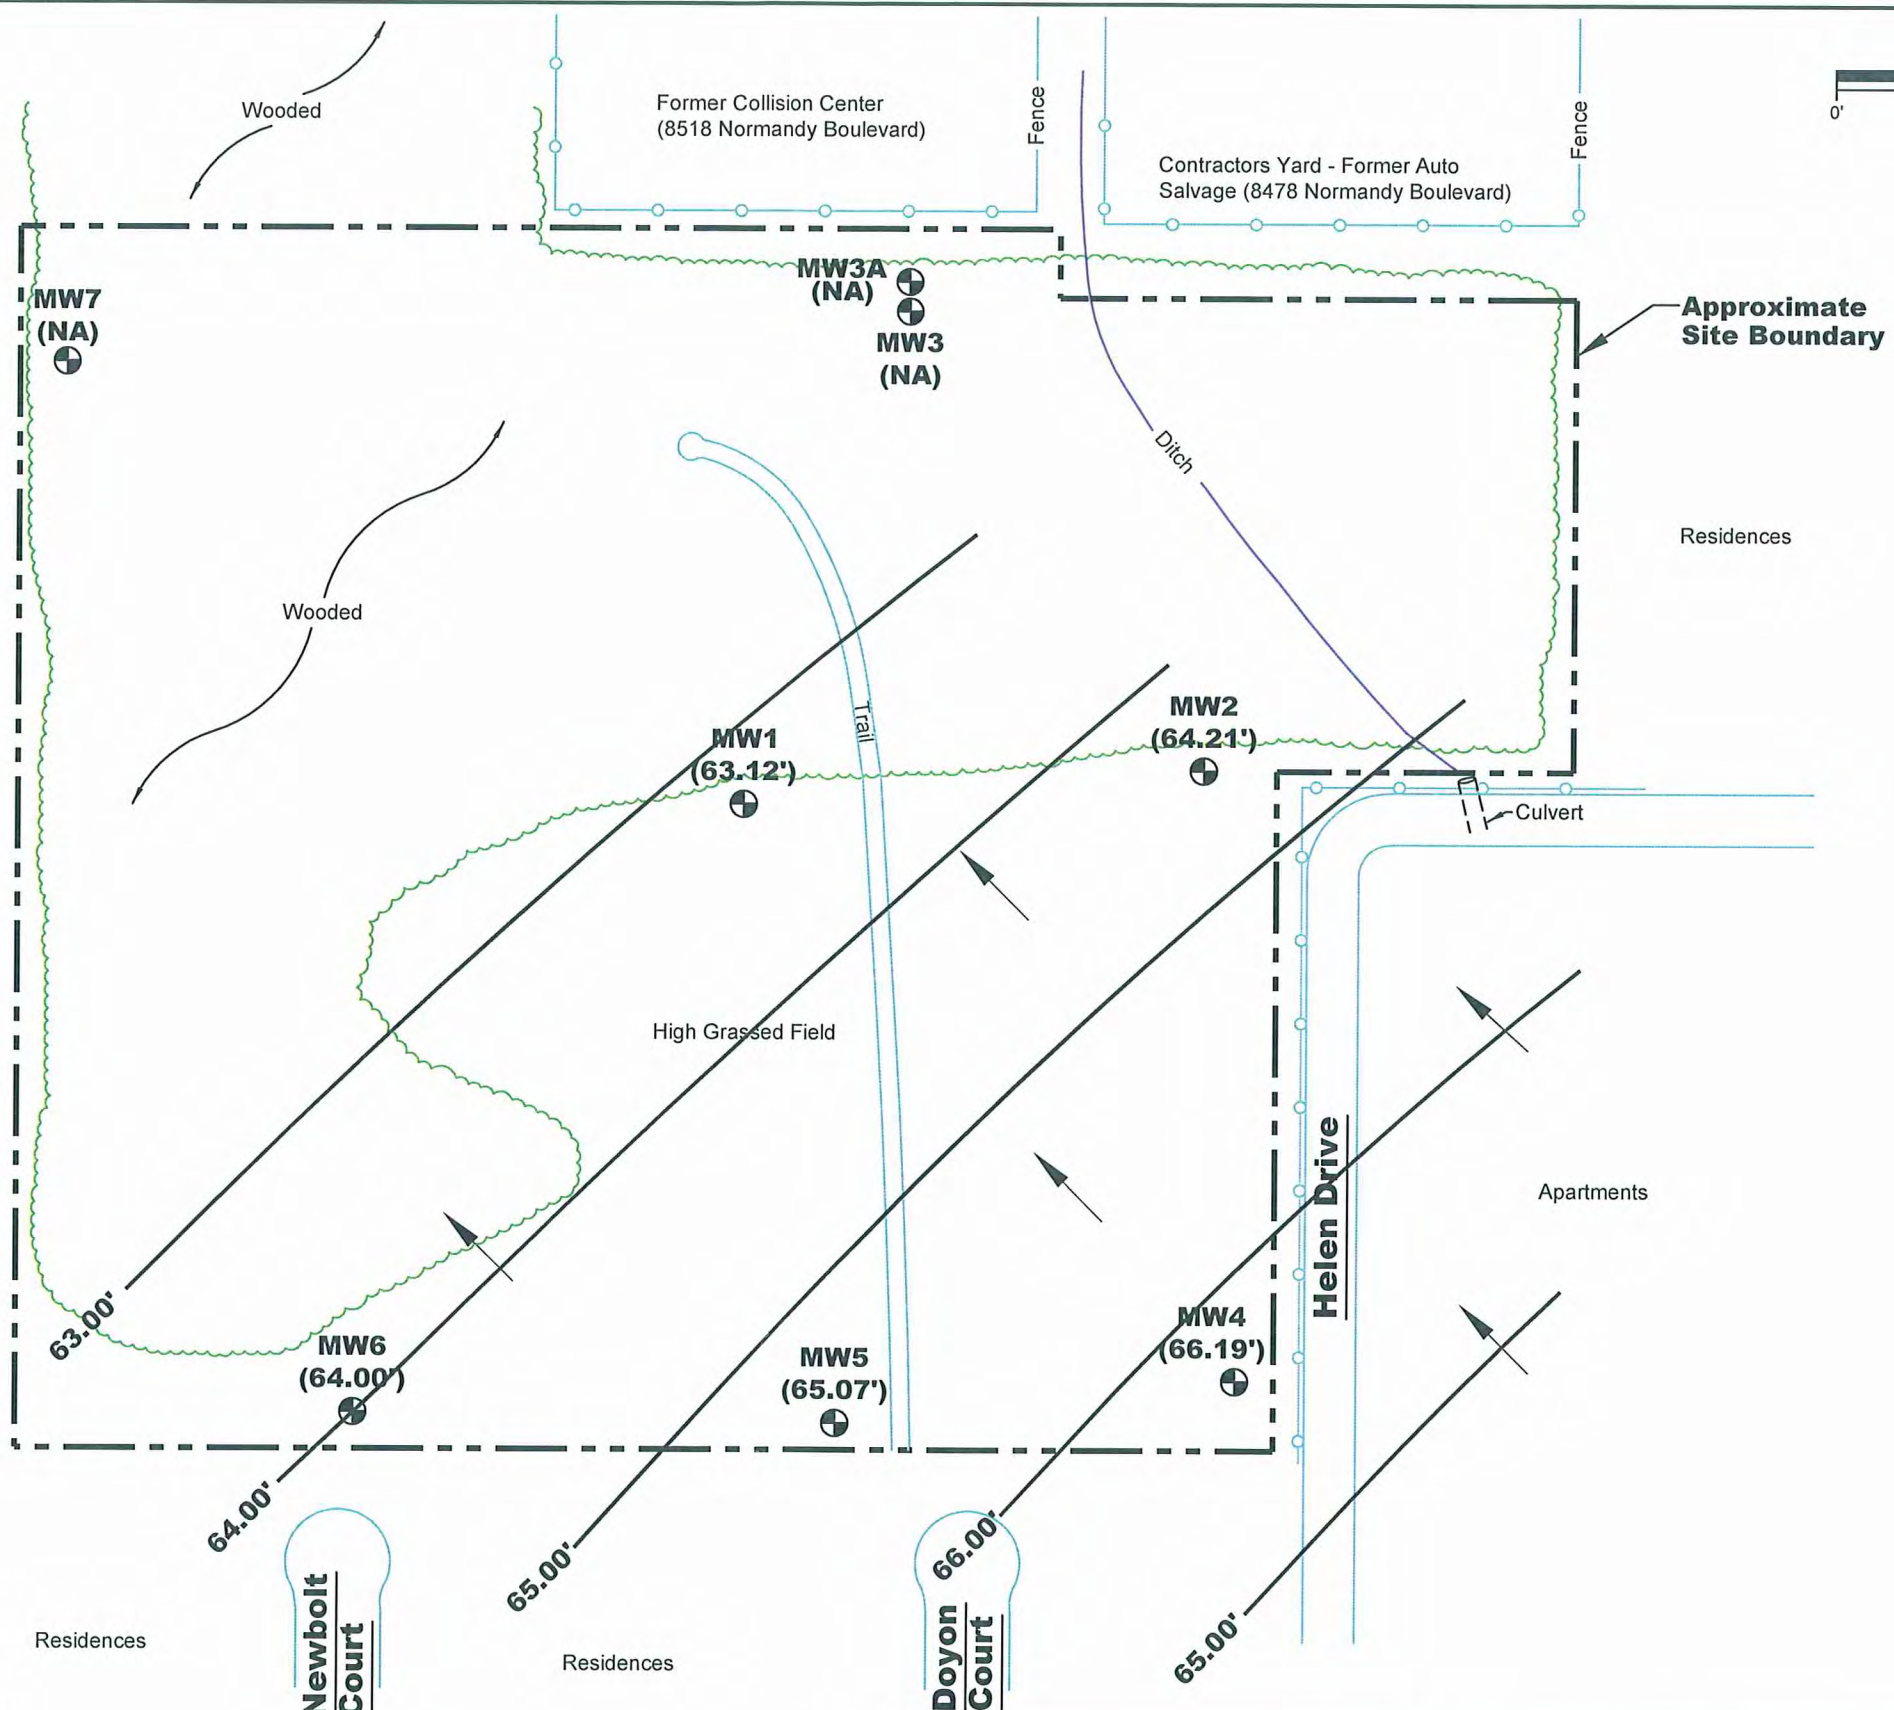 Wooded
Former Collision Center
(8518 Normandy Boulevard)
Fence
Contractors Yard - Former Auto
Salvage (8478 Normandy Boulevard)
Fence
0'
MW3A
(NA)
MW3
(NA)
MW7
(NA)
Approximate
Site Boundary
Ditch
Residences
Wooded
Trail
MW1
(63.12')
MW2
(64.21')
Culvert
High Grassed Field
Helen Drive
Apartments
63.00'
MW6
(64.00')
MW5
(65.07')
MW4
(66.19')
64.00'
65.00'
66.00'
65.00'
Residences
Newbolt
Court
Residences
Doyon
Court